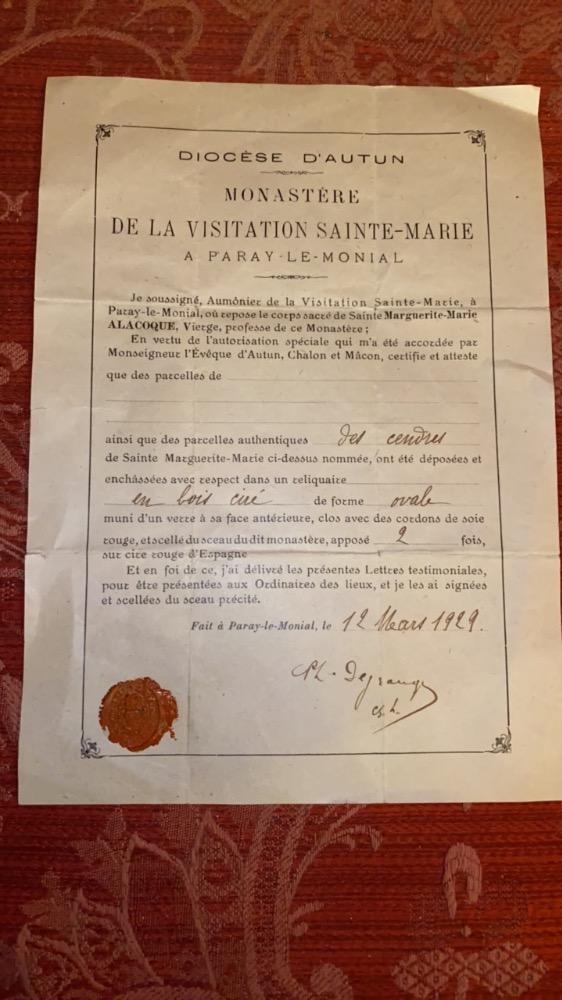 DIOCÈSE D'AUTUN
MONASTÈRE
DE LA VISITATION SAINTE-MARIE
A PARAY-LE-MONIAL
Je soussigné, Aumônier de la Visitation Sainte-Marie, à
Paray-le-Monial, où repose le corps sacré de Sainte Marguerite-Marie
ALACOQUE, Vierge, professe de ce Monastère ;
En vertu de l'autorisation spéciale qui m'a été accordée par
Monseigneur l'Evêque d'Autun, Chalon et Mâcon, certifie et atteste
que des parcelles de
ainsi que des parcelles authentiques des cendres
de Sainte Marguerite-Marie ci-dessus nommée, ont été déposées et
enchâssées avec respect dans un reliquaire
en bois ciré de forme ovale
muni d'un verre à sa face antérieure, clos avec des cordons de soie
rouge, et scellé du sceau du dit monastère, apposé 2 fois,
sur cire rouge d'Espagne
Et en foi de ce, j'ai délivré les présentes Lettres testimoniales,
pour être présentées aux Ordinaires des lieux, et je les ai signées
et scellées du sceau précité.
Fait à Paray-le-Monial, le 12 Mars 1929.